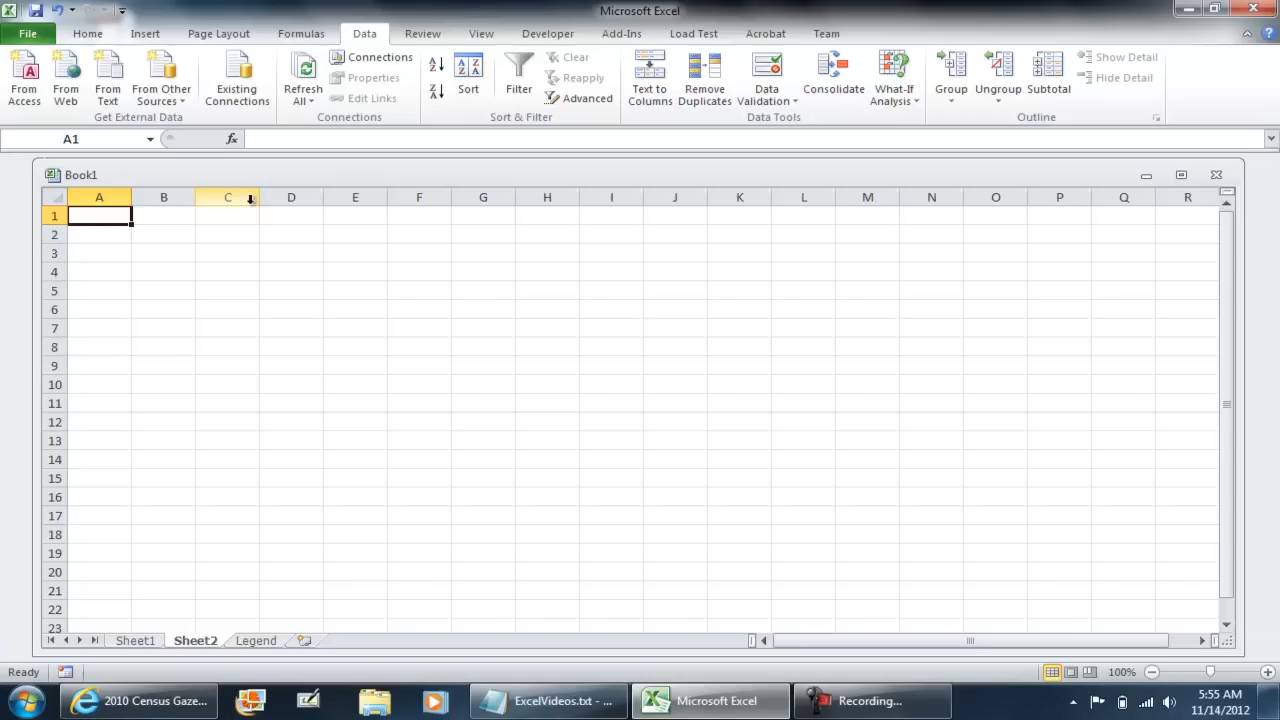 Microsoft Excel
File Home Insert Page Layout Formulas Data Review View Developer Add-Ins Load Test Acrobat Team
From Access
From Web
From Text
From Other Sources
Existing Connections
Get External Data
Refresh All
Connections
Properties
Edit Links
Connections
Sort
Filter
Clear
Reapply
Advanced
Sort & Filter
Text to Columns
Remove Duplicates
Data Validation
Consolidate
What-If Analysis
Data Tools
Group
Ungroup
Subtotal
Show Detail
Hide Detail
Outline
A1 fx
Book1
A B C D E F G H I J K L M N O P Q R
1
2
3
4
5
6
7
8
9
10
11
12
13
14
15
16
17
18
19
20
21
22
23
Sheet1 Sheet2 Legend
Ready 100%
2010 Census Gaze... ExcelVideos.txt - ... Microsoft Excel Recording... 5:55 AM
11/14/2012